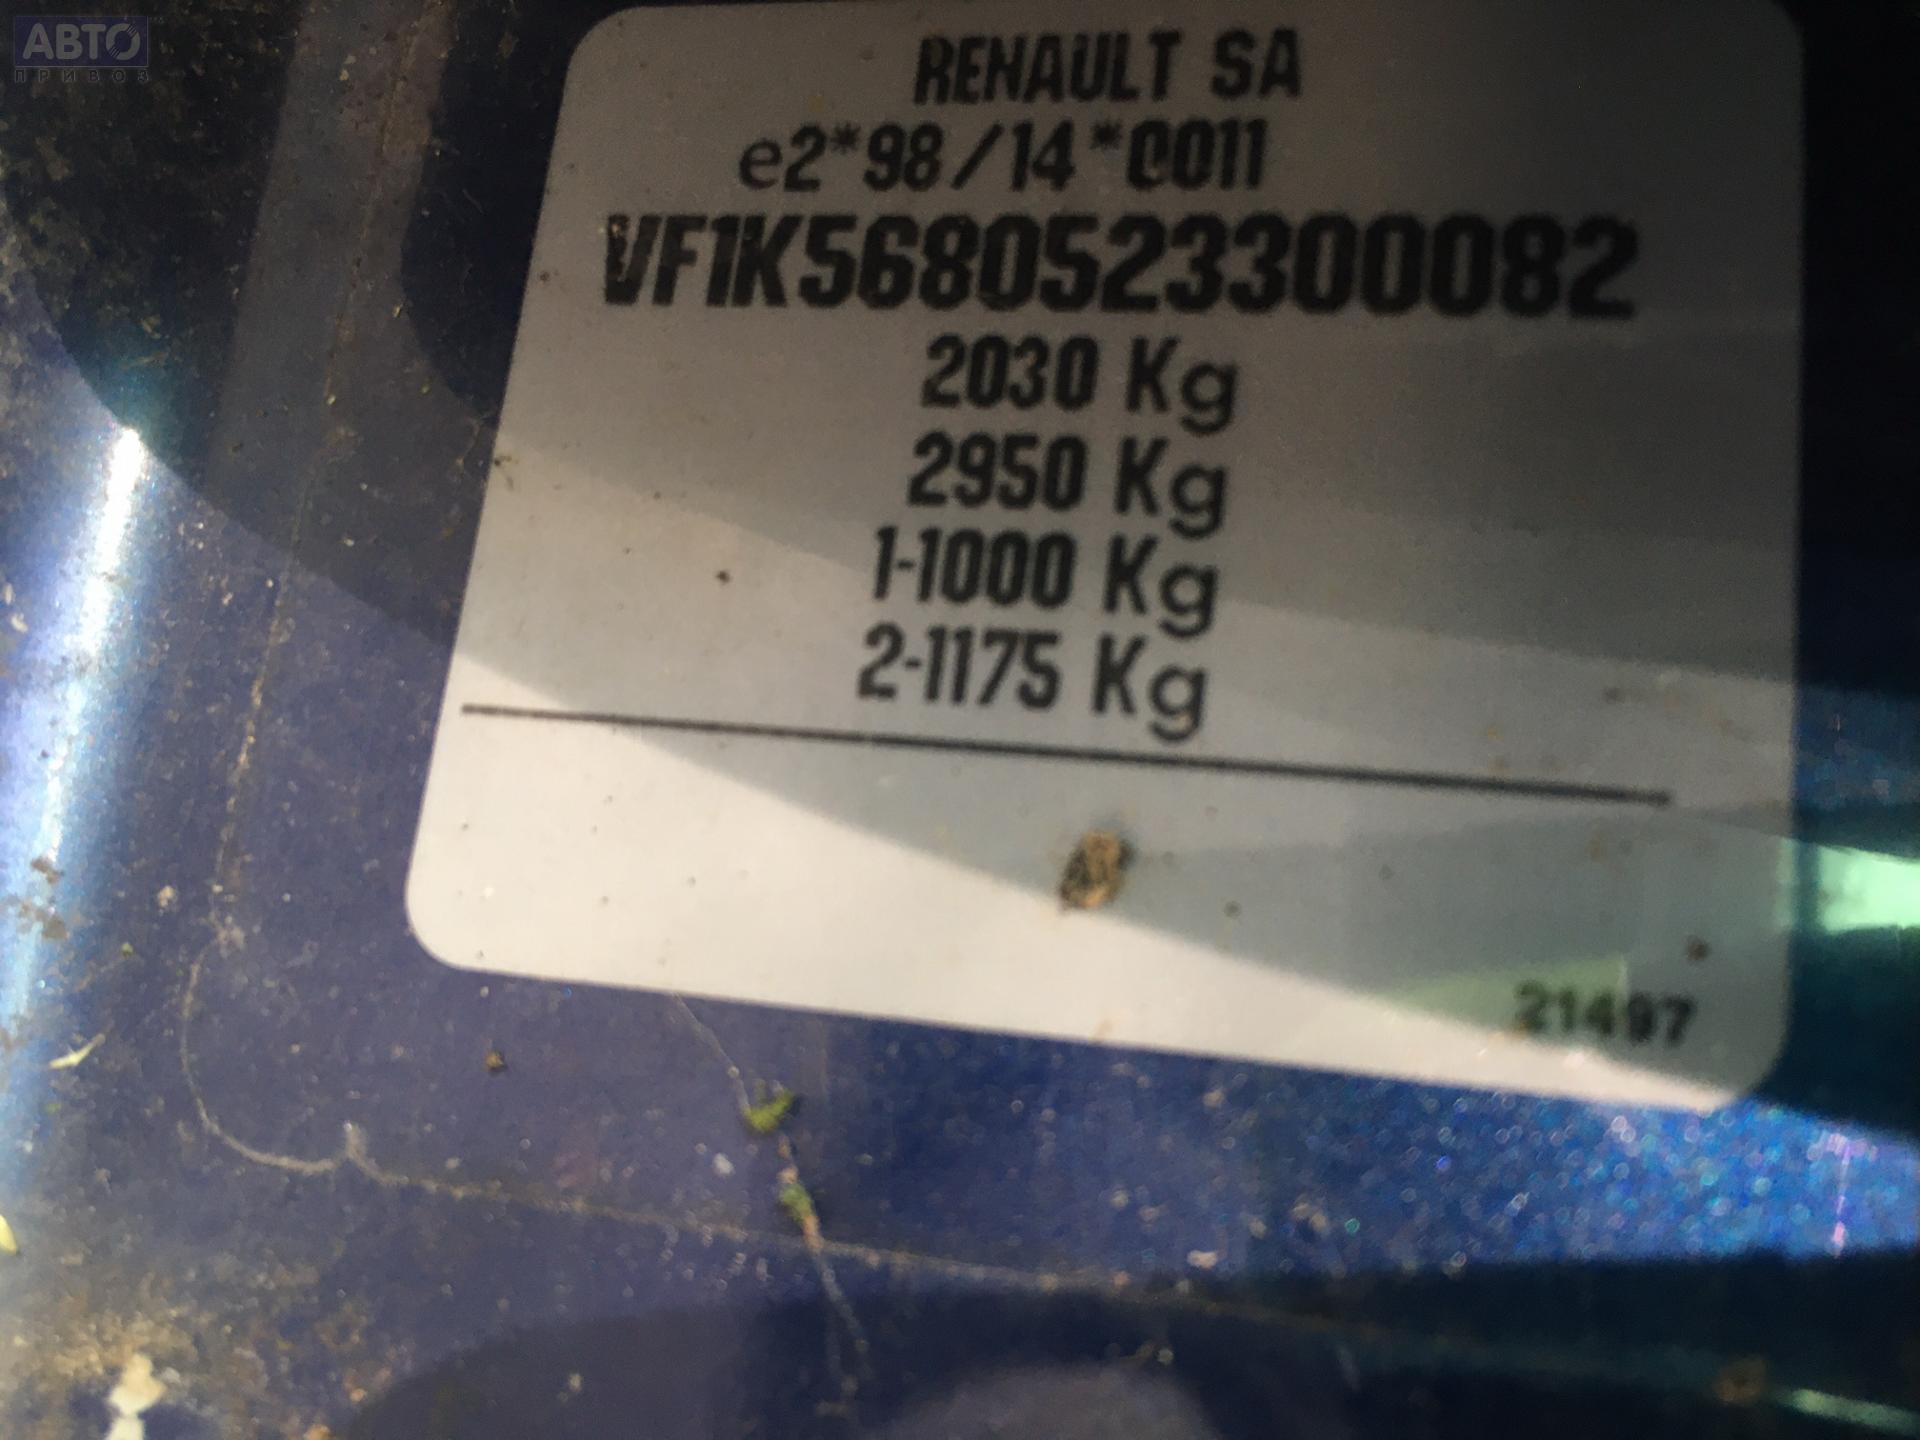 АВТО
ПРИВОЗ
RENAULT SA
e2*98/14*0011
VF1K5680523300082
2030 Kg
2950 Kg
1-1000 Kg
2-1175 Kg
21497